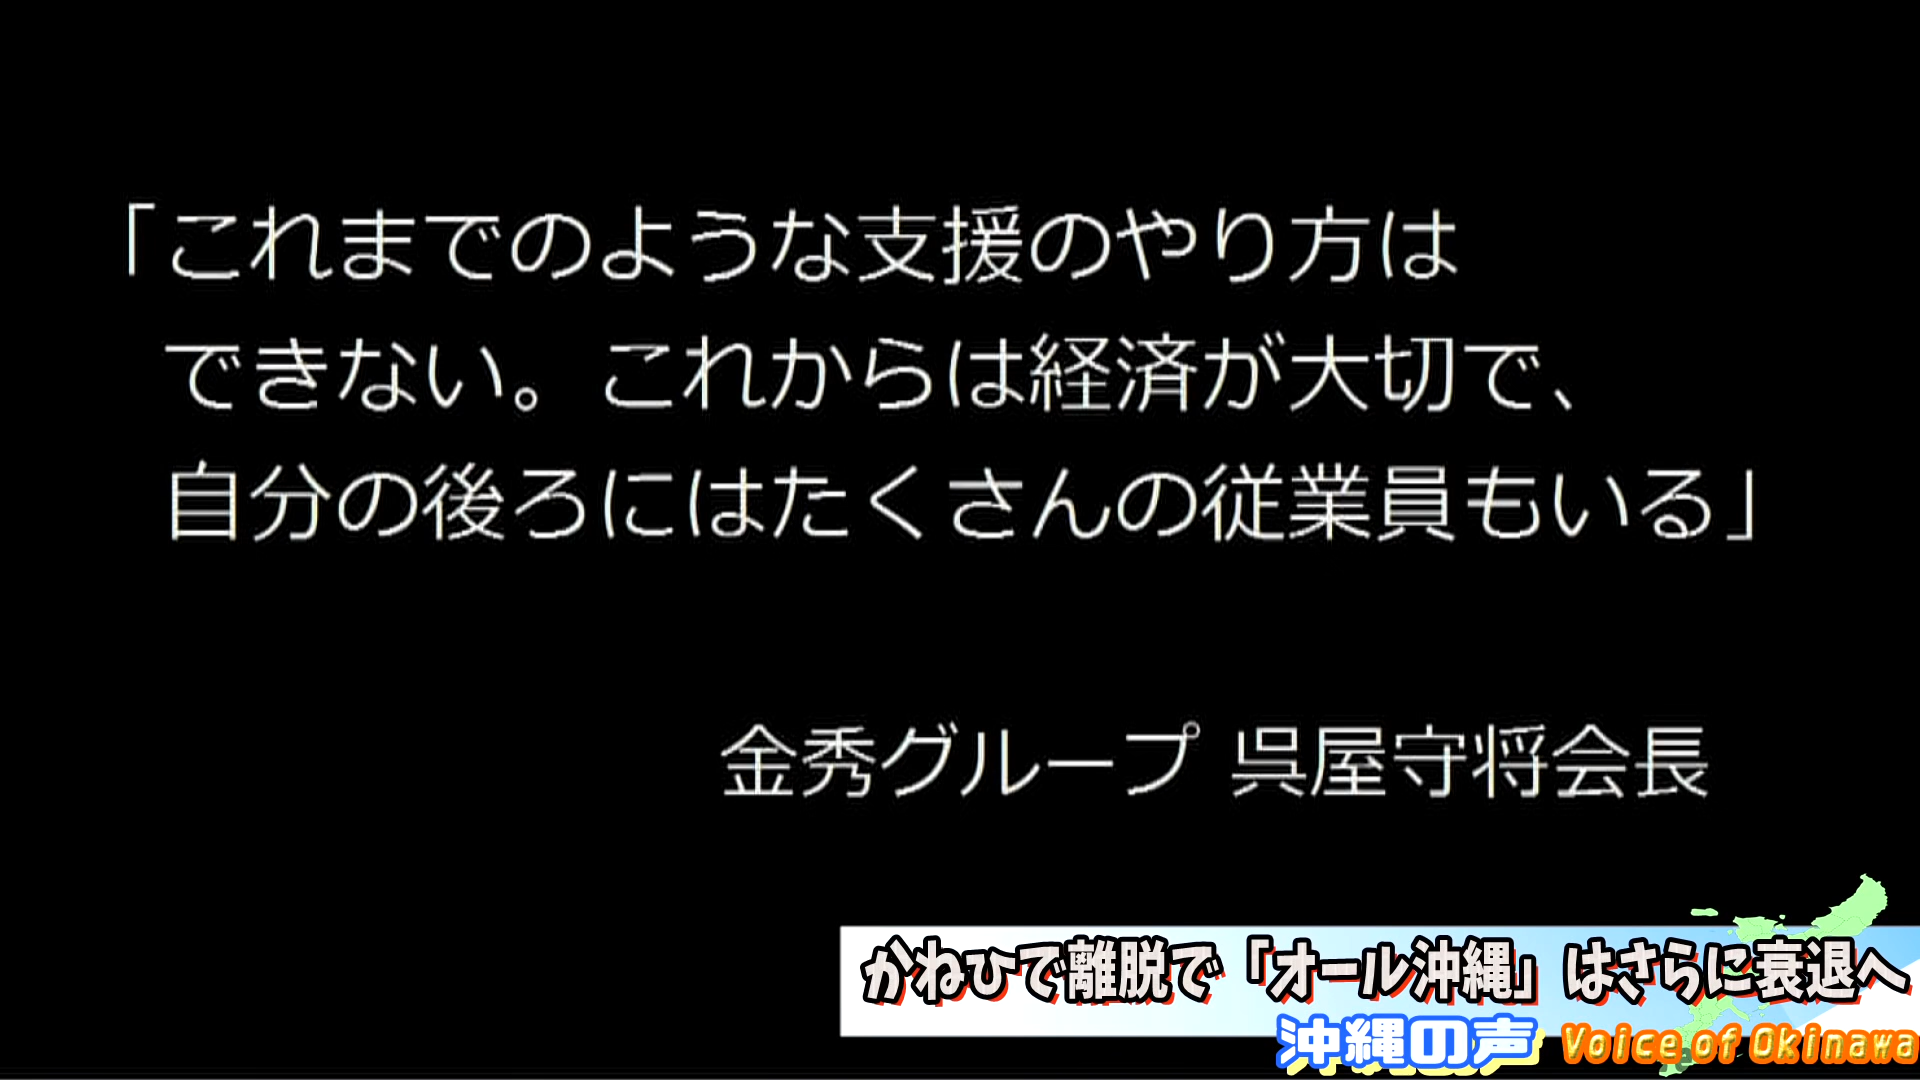 「これまでのような支援のやり方は
できない。これからは経済が大切で、
自分の後ろにはたくさんの従業員もいる」
金秀グループ 呉屋守将会長
かねひで離脱で「オール沖縄」はさらに衰退へ
沖縄の声 Voice of Okinawa